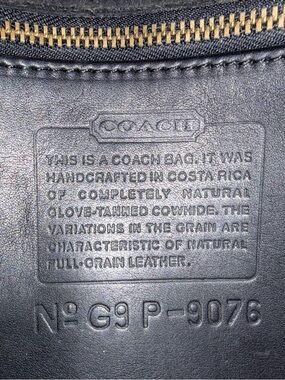 COACH
THIS IS A COACH BAG. IT WAS
HANDCRAFTED IN COSTA RICA
OF COMPLETELY NATURAL
GLOVE-TANNED COWHIDE. THE
VARIATIONS IN THE GRAIN ARE
CHARACTERISTIC OF NATURAL
FULL-GRAIN LEATHER.
Nº G9P-9076